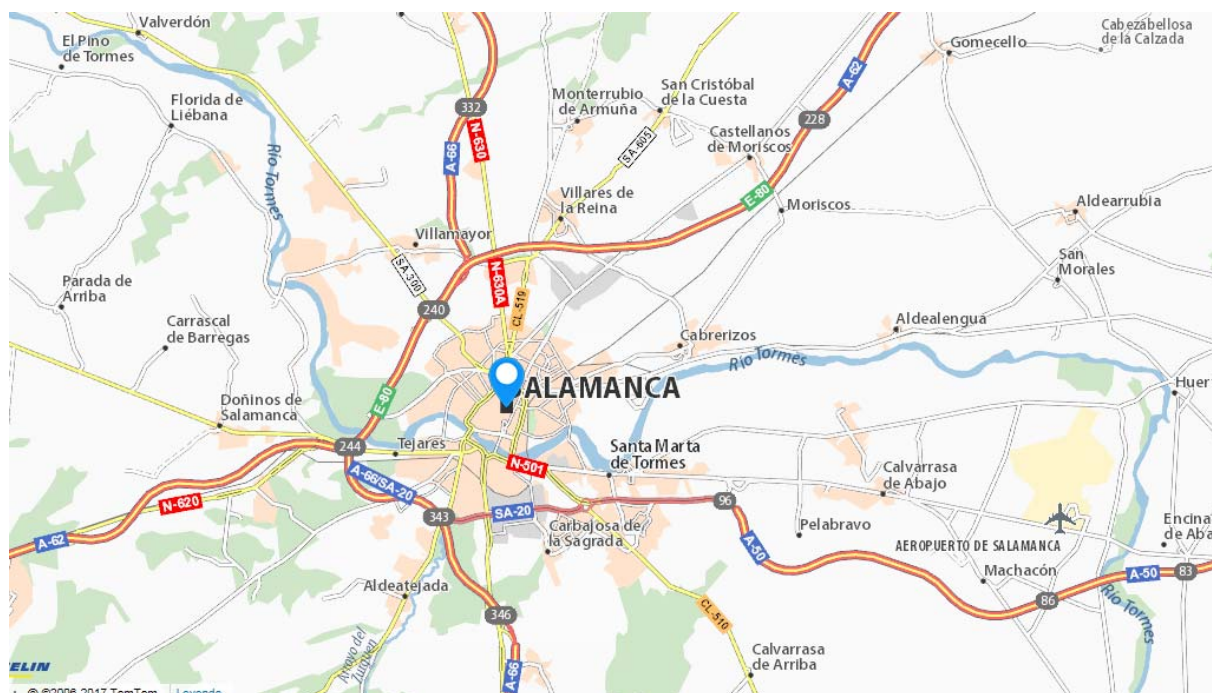 Valverdón
El Pino
de Tormes
Florida de
Liébana
Río Tormes
332
N-630
A-66
Monterrubio
de Armuña
San Cristóbal
de la Cuesta
SA-605
Castellanos
de Moriscos
A-62
228
Gomecello
Cabezabellosa
de la Calzada
Villares de
la Reina
E-80
Moriscos
Aldearrubia
Villamayor
SA-300
N-630A
CL-519
San
Morales
Parada de
Arriba
240
Carrascal
de Barregas
Cabrerizos
Aldealengua
Río Tormes
SALAMANCA
Huert
E-80
Doñinos de
Salamanca
244
Tejares
N-501
Santa Marta
de Tormes
Calvarrasa
de Abajo
A-66/SA-20
N-620
343
SA-20
96
A-62
Carbajosa de
la Sagrada
A-50
Pelabravo
AEROPUERTO DE SALAMANCA
Encina
de Aba
Machacón
A-50
83
86
Río Tormes
Aldeatejada
346
CL-510
Calvarrasa
de Arriba
A-66
Arroyo del
Zurguen
ELIN
© ©2006-2017 TomTom
Leyenda